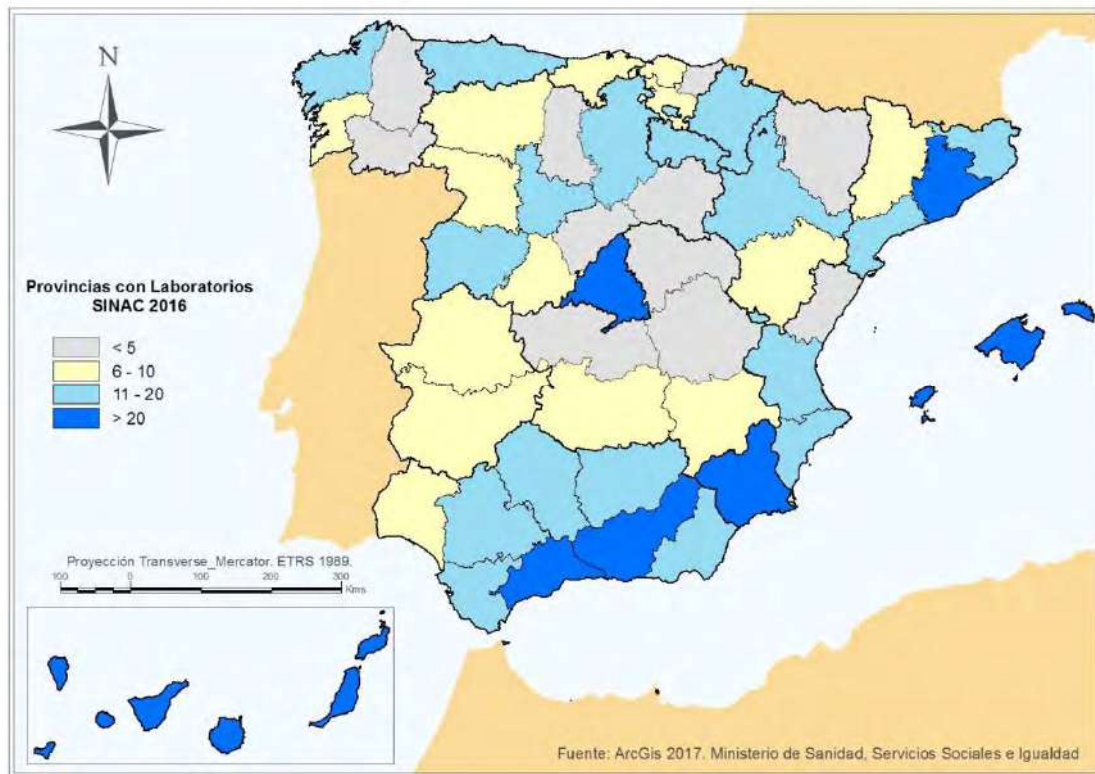 N
Provincias con Laboratorios
SINAC 2016
< 5
6 - 10
11 - 20
> 20
Proyección Transverse_Mercator. ETRS 1989.
100 0 100 200 300
Kms
Fuente: ArcGis 2017. Ministerio de Sanidad, Servicios Sociales e Igualdad